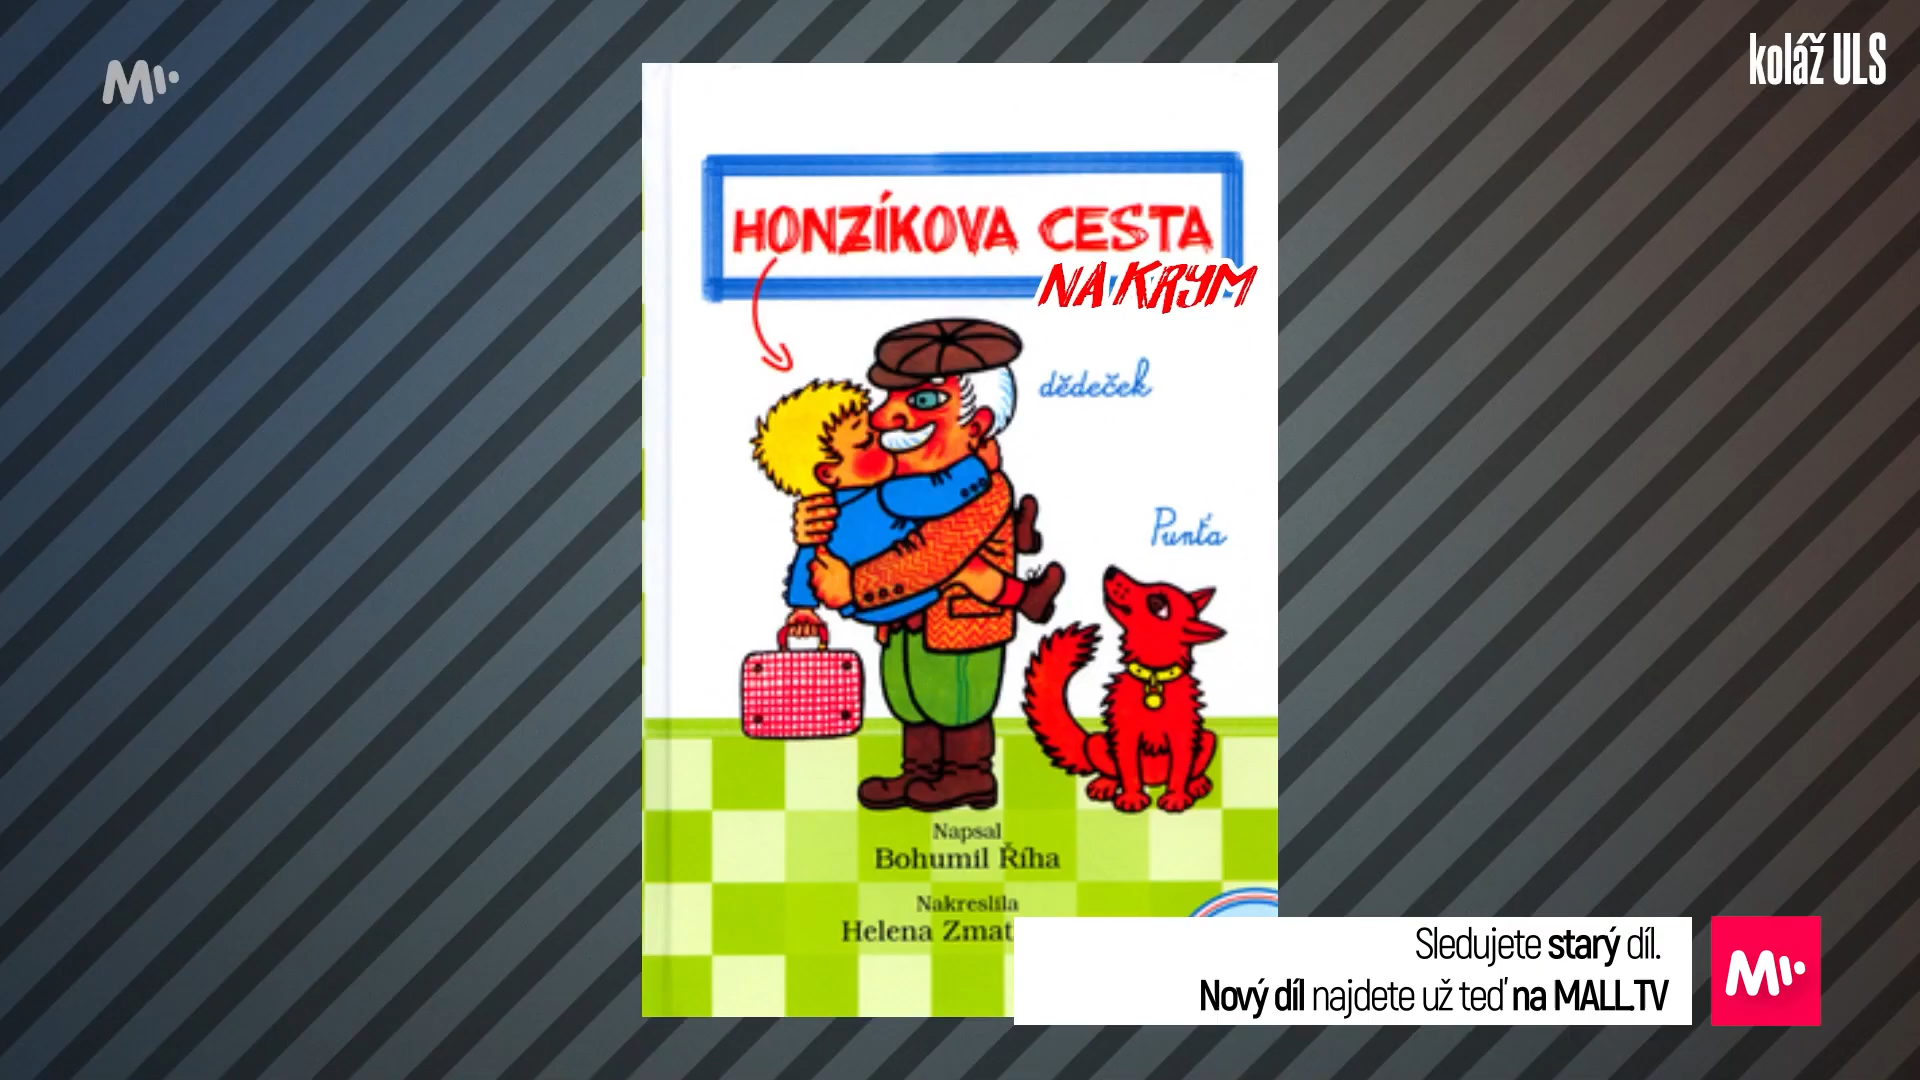 koláž ULS
HONZÍKOVA CESTA
NA KRYM
dědeček
Punťa
Napsal
Bohumil Říha
Nakreslila
Helena Zmat
Sledujete starý díl.
Nový díl najdete už teď na MALL.TV